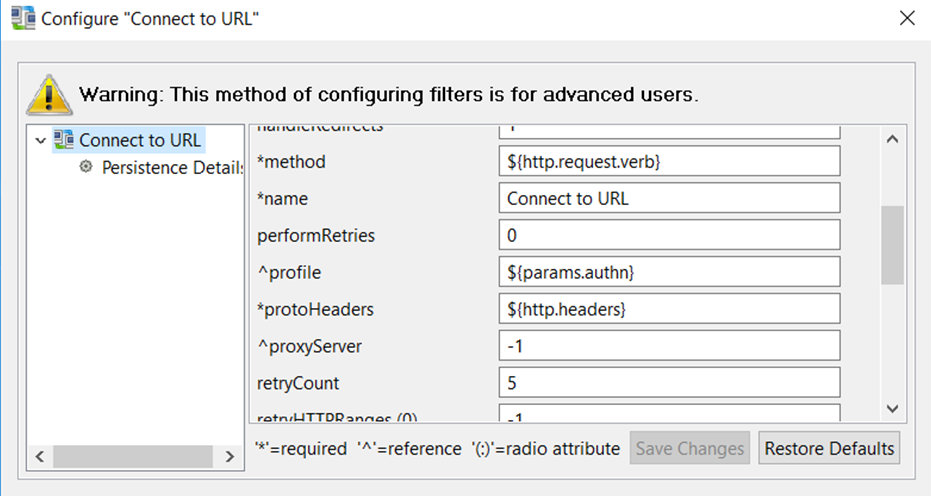 Configure "Connect to URL"
Warning: This method of configuring filters is for advanced users.
Connect to URL
Persistence Details
handleRedirects
*method ${http.request.verb}
*name Connect to URL
performRetries 0
^profile ${params.authn}
*protoHeaders ${http.headers}
^proxyServer -1
retryCount 5
retryHTTPRanges (0) -1
'*'=required '^'=reference '(:)'=radio attribute Save Changes Restore Defaults